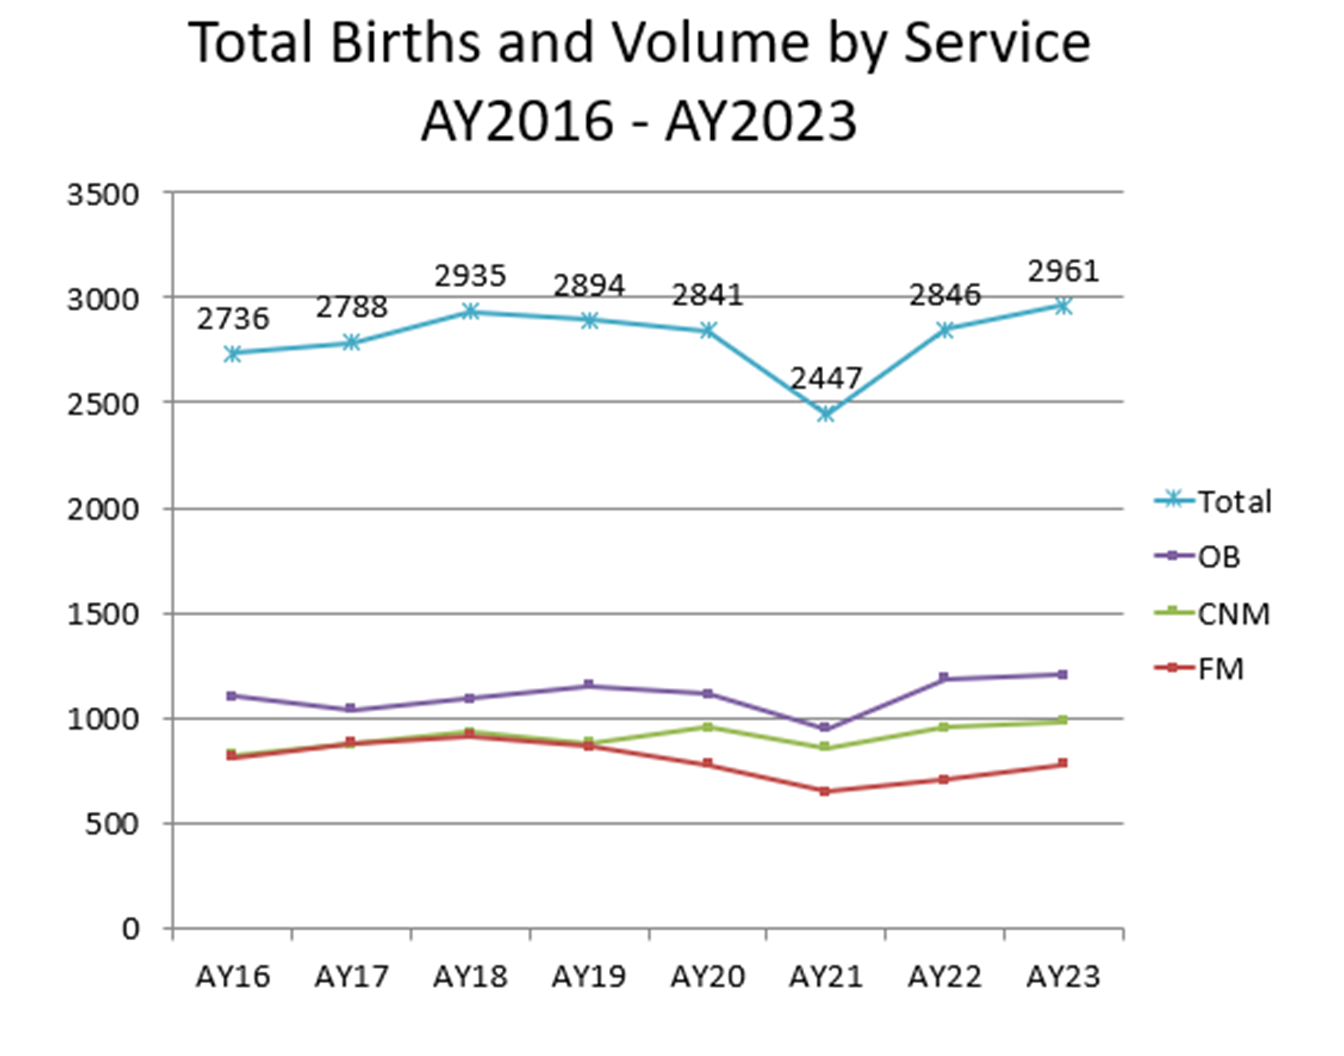 Total Births and Volume by Service
AY2016 - AY2023
3500
3000
2500
2000
1500
1000
500
0
2736
2788
2935
2894
2841
2447
2846
2961
AY16
AY17
AY18
AY19
AY20
AY21
AY22
AY23
Total
OB
CNM
FM